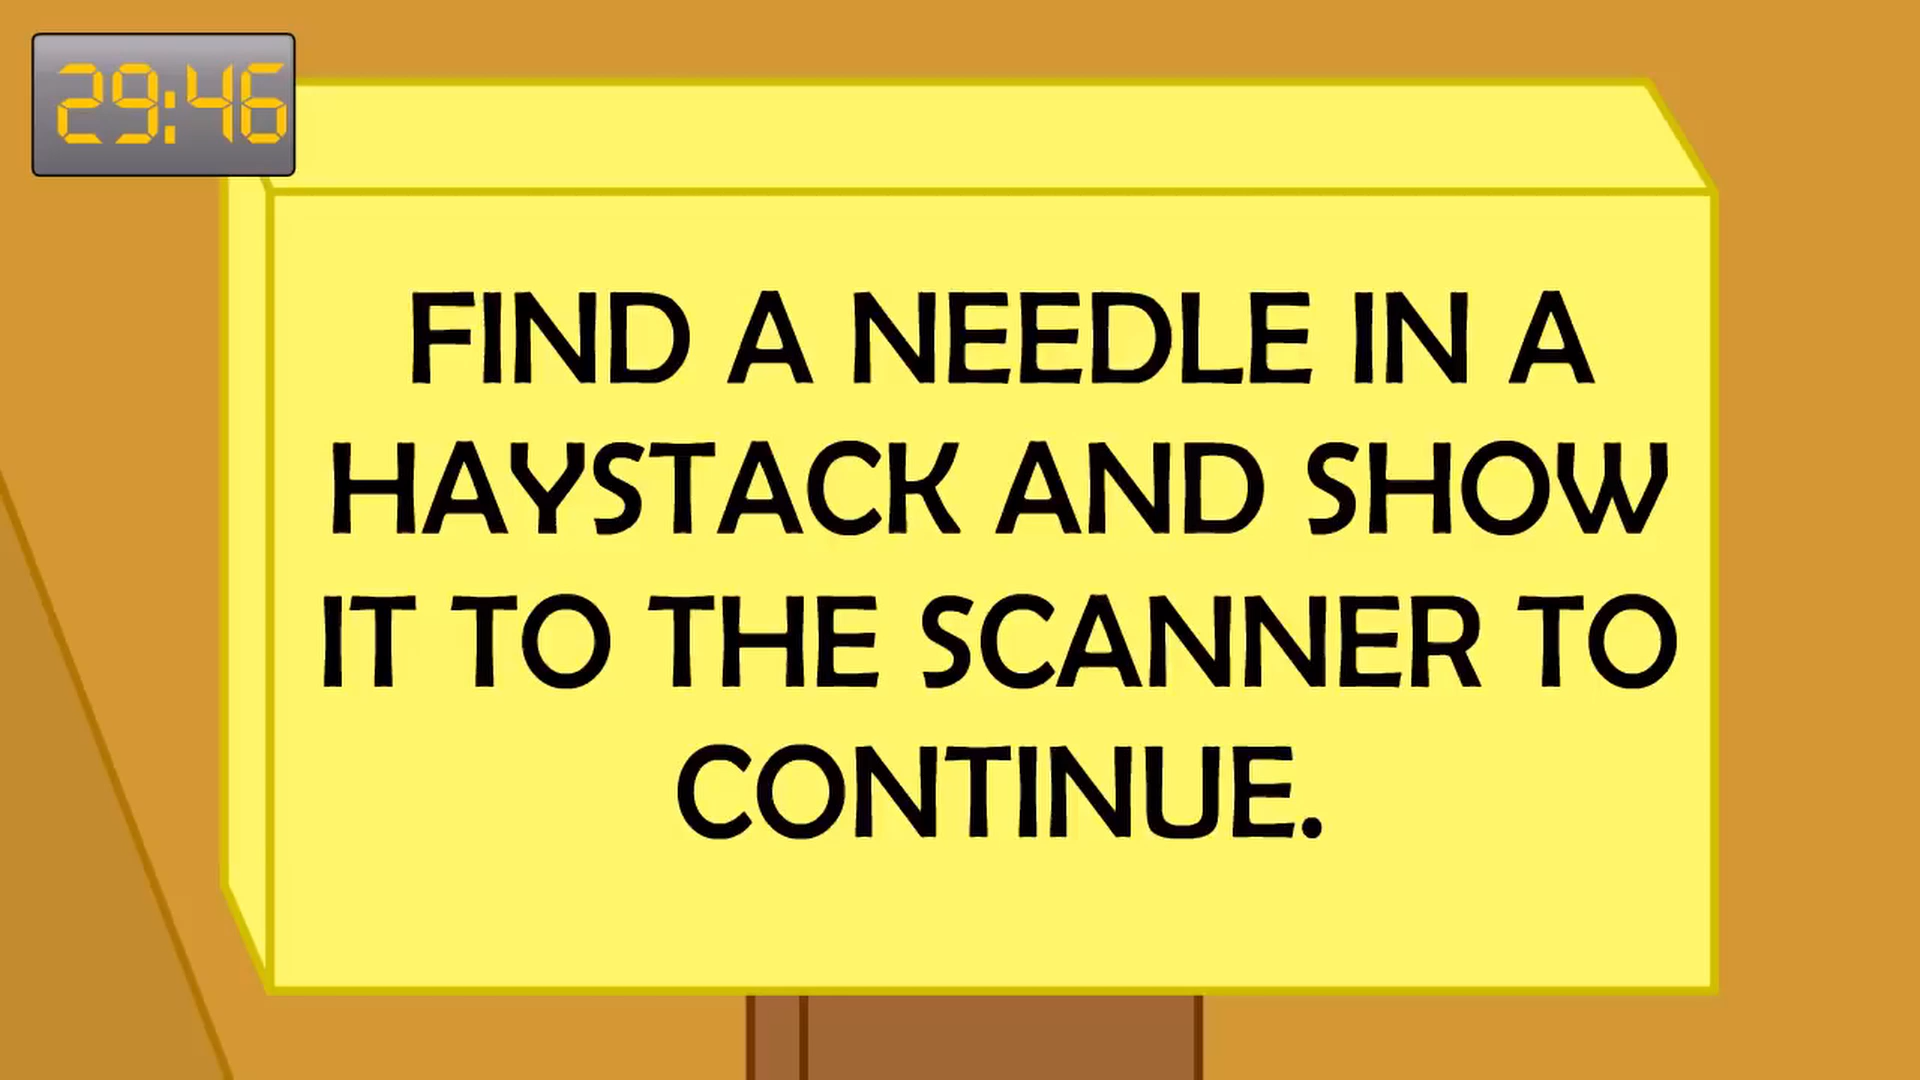 29:46
FIND A NEEDLE IN A
HAYSTACK AND SHOW
IT TO THE SCANNER TO
CONTINUE.